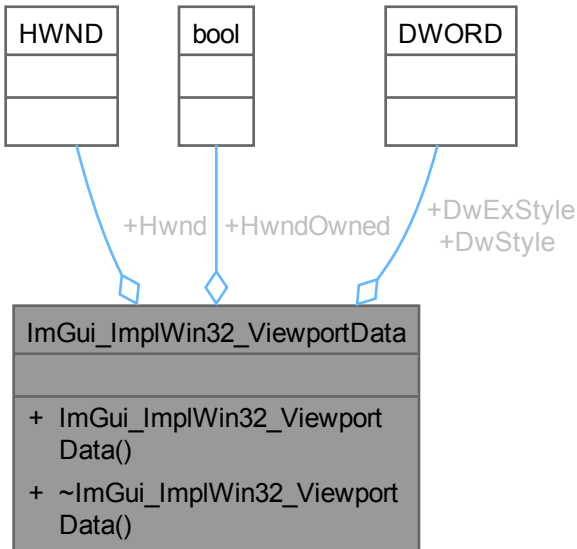 HWND
bool
DWORD
+Hwnd
+HwndOwned
+DwExStyle
+DwStyle
ImGui_ImplWin32_ViewportData
+ ImGui_ImplWin32_Viewport
Data()
+ ~ImGui_ImplWin32_Viewport
Data()